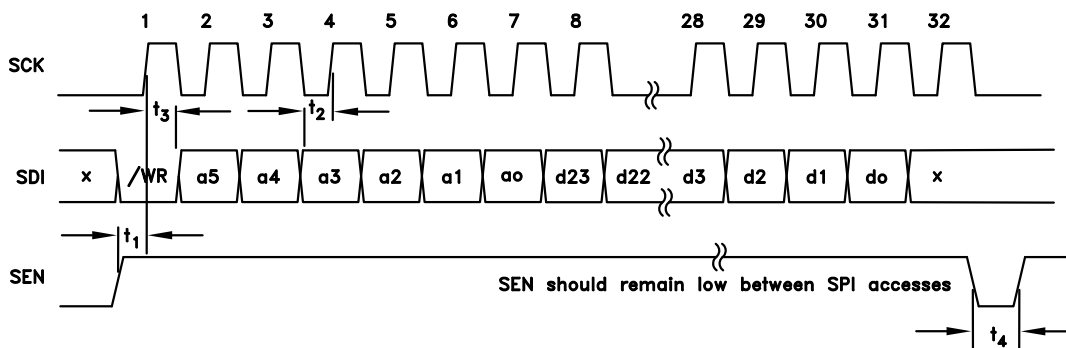 1 2 3 4 5 6 7 8 28 29 30 31 32
SCK
t3 t2
SDI x /WR a5 a4 a3 a2 a1 ao d23 d22 d3 d2 d1 do x
t1
SEN
SEN should remain low between SPI accesses
t4